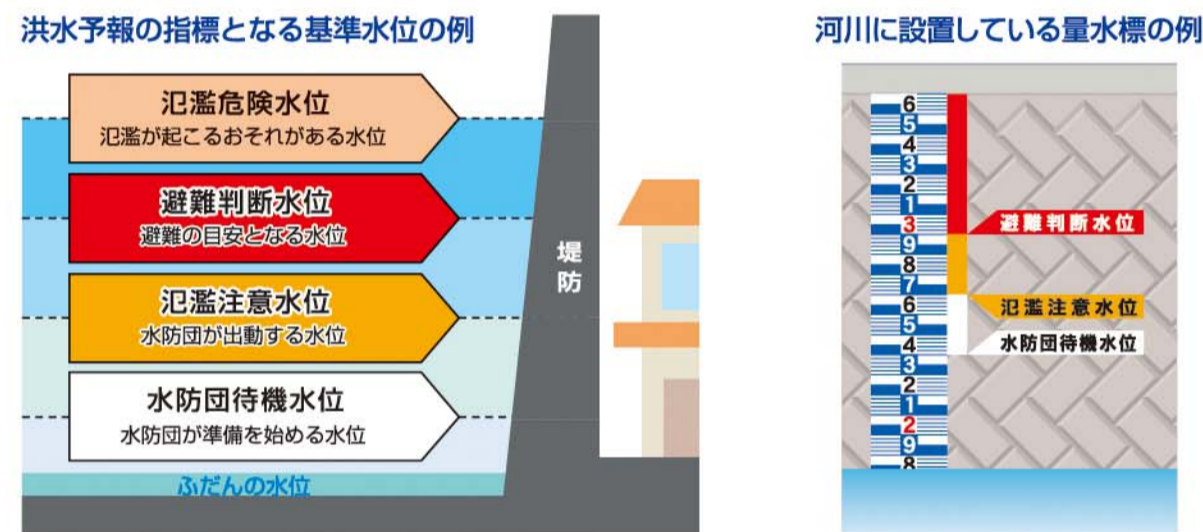 洪水予報の指標となる基準水位の例
氾濫危険水位
氾濫が起こるおそれがある水位
避難判断水位
避難の目安となる水位
氾濫注意水位
水防団が出動する水位
水防団待機水位
水防団が準備を始める水位
ふだんの水位
堤防
河川に設置している量水標の例
6
5
4
3
2
1
3
9
8
7
6
5
4
3
2
1
2
9
8
避難判断水位
氾濫注意水位
水防団待機水位